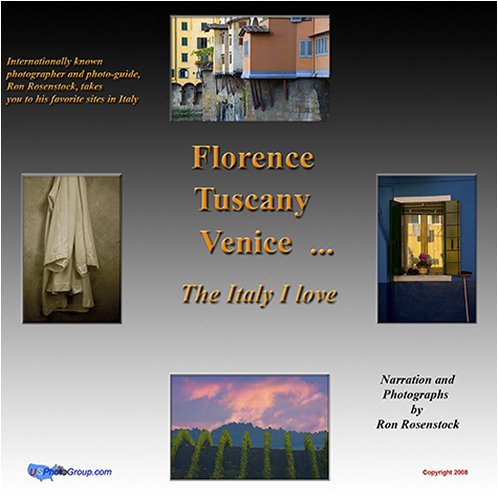 Internationally known
photographer and photo-guide,
Ron Rosenstock, takes
you to his favorite sites in Italy
Florence
Tuscany
Venice ...
The Italy I love
Narration and
Photographs
by
Ron Rosenstock
USPhotoGroup.com
Copyright 2008